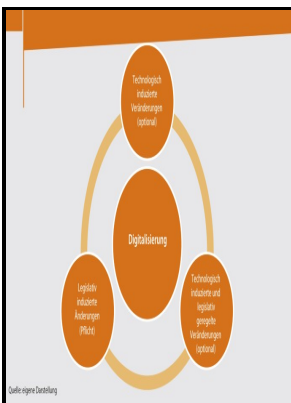 Technologisch
induzierte
Veränderungen
(optional)
Digitalisierung
Legislativ
induzierte
Änderungen
(Pflicht)
Technologisch
induzierte und
legislativ
geregelte
Veränderungen
(optional)
Quelle: eigene Darstellung